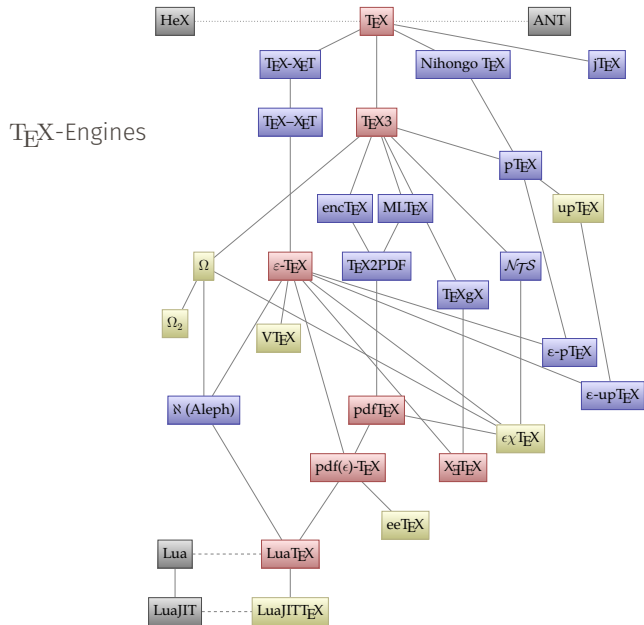 HeX
TEX
ANT
TEX-XET
Nihongo TEX
jTEX
TEX-Engines
TEX--XET
TEX3
pTEX
encTEX
MLTEX
upTEX
Ω
ε-TEX
TEX2PDF
NTS
TEXgX
Ω2
VTEX
ε-pTEX
ε-upTEX
ℵ (Aleph)
pdfTEX
ϵχTEX
pdf(ϵ)-TEX
XƎTEX
eeTEX
Lua
LuaTEX
LuaJIT
LuaJITTEX